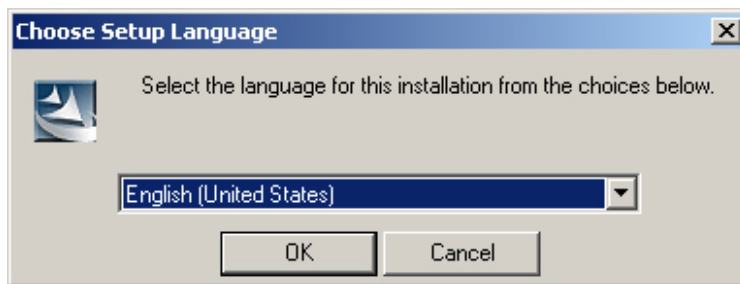 Choose Setup Language
Select the language for this installation from the choices below.
English (United States)
OK
Cancel